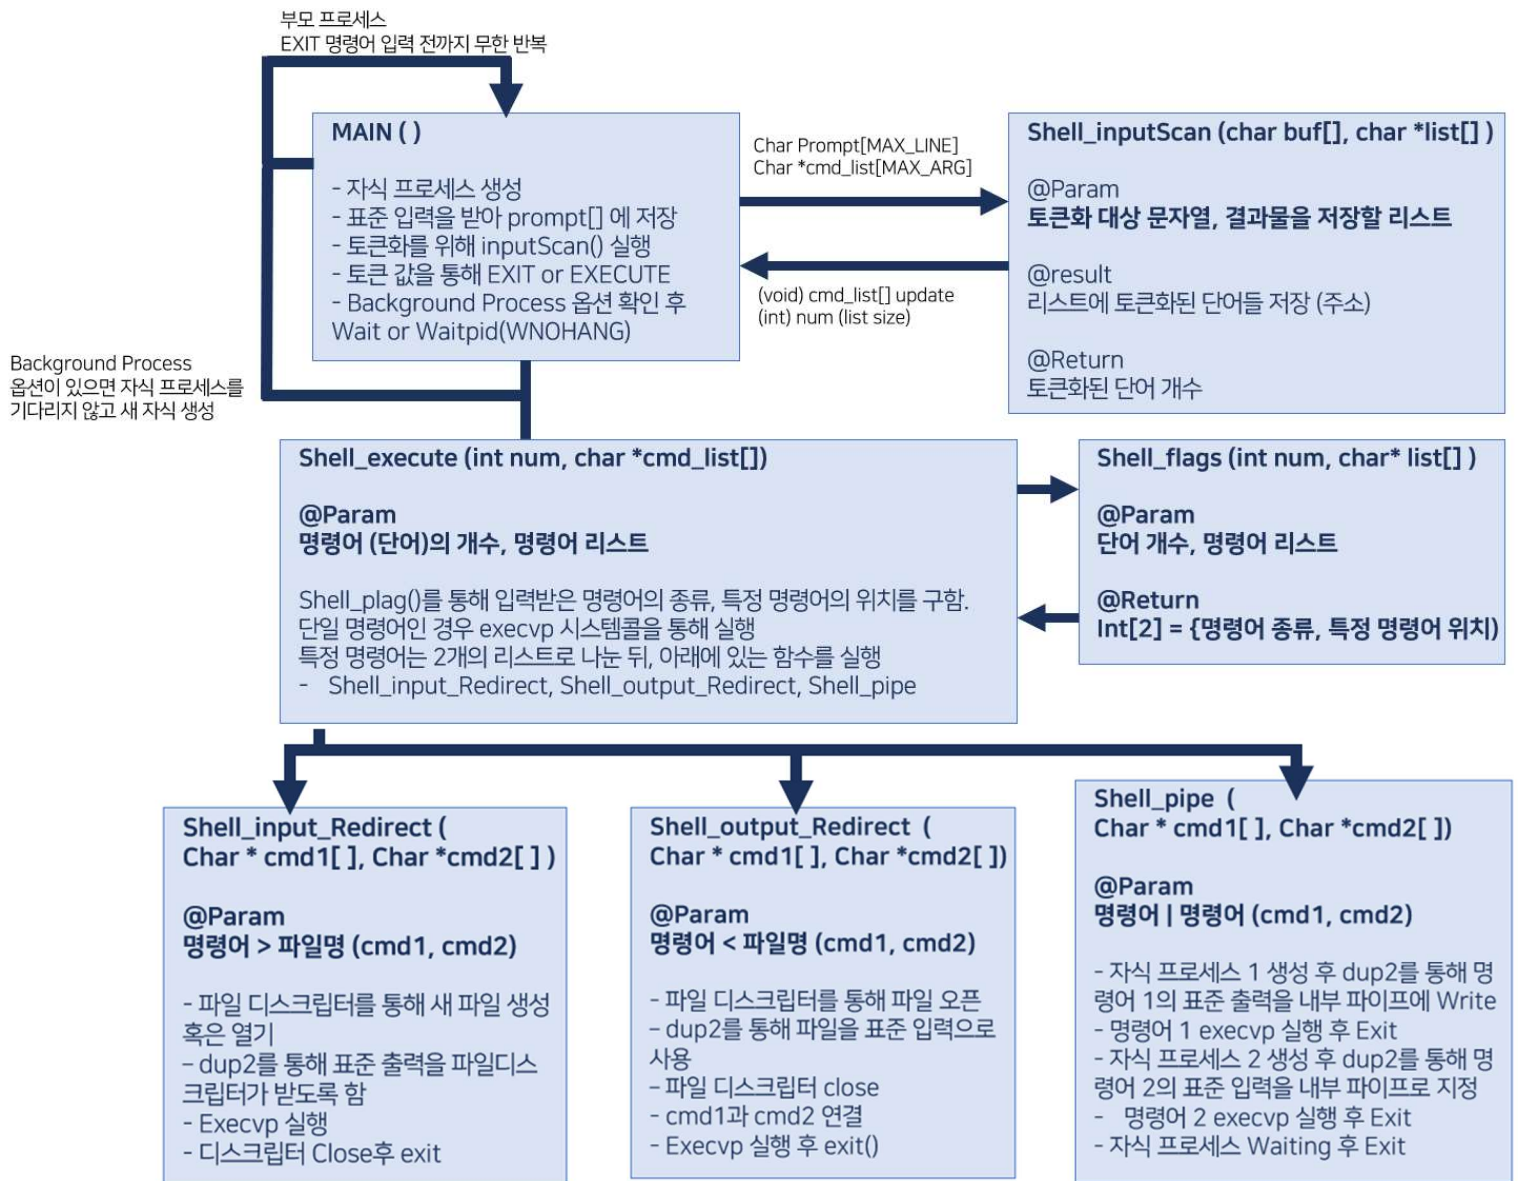 부모 프로세스
EXIT 명령어 입력 전까지 무한 반복
MAIN ( )
- 자식 프로세스 생성
- 표준 입력을 받아 prompt[] 에 저장
- 토큰화를 위해 inputScan() 실행
- 토큰 값을 통해 EXIT or EXECUTE
- Background Process 옵션 확인 후
Wait or Waitpid(WNOHANG)
Char Prompt[MAX_LINE]
Char *cmd_list[MAX_ARG]
(void) cmd_list[] update
(int) num (list size)
Shell_inputScan (char buf[], char *list[] )
@Param
토큰화 대상 문자열, 결과물을 저장할 리스트
@result
리스트에 토큰화된 단어들 저장 (주소)
@Return
토큰화된 단어 개수
Background Process
옵션이 있으면 자식 프로세스를
기다리지 않고 새 자식 생성
Shell_execute (int num, char *cmd_list[])
@Param
명령어 (단어)의 개수, 명령어 리스트
Shell_plag()를 통해 입력받은 명령어의 종류, 특정 명령어의 위치를 구함.
단일 명령어인 경우 execvp 시스템콜을 통해 실행
특정 명령어는 2개의 리스트로 나눈 뒤, 아래에 있는 함수를 실행
- Shell_input_Redirect, Shell_output_Redirect, Shell_pipe
Shell_flags (int num, char* list[] )
@Param
단어 개수, 명령어 리스트
@Return
Int[2] = {명령어 종류, 특정 명령어 위치)
Shell_input_Redirect (
Char * cmd1[ ], Char *cmd2[ ] )
@Param
명령어 > 파일명 (cmd1, cmd2)
- 파일 디스크립터를 통해 새 파일 생성
혹은 열기
– dup2를 통해 표준 출력을 파일디스
크립터가 받도록 함
- Execvp 실행
- 디스크립터 Close후 exit
Shell_output_Redirect (
Char * cmd1[ ], Char *cmd2[ ])
@Param
명령어 < 파일명 (cmd1, cmd2)
- 파일 디스크립터를 통해 파일 오픈
– dup2를 통해 파일을 표준 입력으로
사용
– 파일 디스크립터 close
- cmd1과 cmd2 연결
- Execvp 실행 후 exit()
Shell_pipe (
Char * cmd1[ ], Char *cmd2[ ])
@Param
명령어 | 명령어 (cmd1, cmd2)
- 자식 프로세스 1 생성 후 dup2를 통해 명
령어 1의 표준 출력을 내부 파이프에 Write
- 명령어 1 execvp 실행 후 Exit
- 자식 프로세스 2 생성 후 dup2를 통해 명
령어 2의 표준 입력을 내부 파이프로 지정
- 명령어 2 execvp 실행 후 Exit
- 자식 프로세스 Waiting 후 Exit